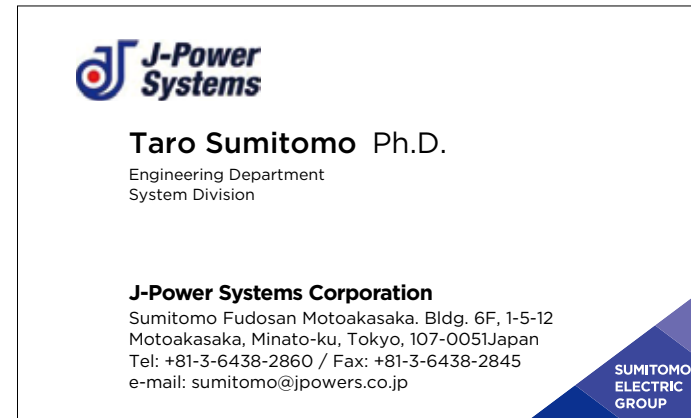 J-Power
Systems
Taro Sumitomo Ph.D.
Engineering Department
System Division
J-Power Systems Corporation
Sumitomo Fudosan Motoakasaka. Bldg. 6F, 1-5-12
Motoakasaka, Minato-ku, Tokyo, 107-0051Japan
Tel: +81-3-6438-2860 / Fax: +81-3-6438-2845
e-mail: sumitomo@jpowers.co.jp
SUMITOMO
ELECTRIC
GROUP